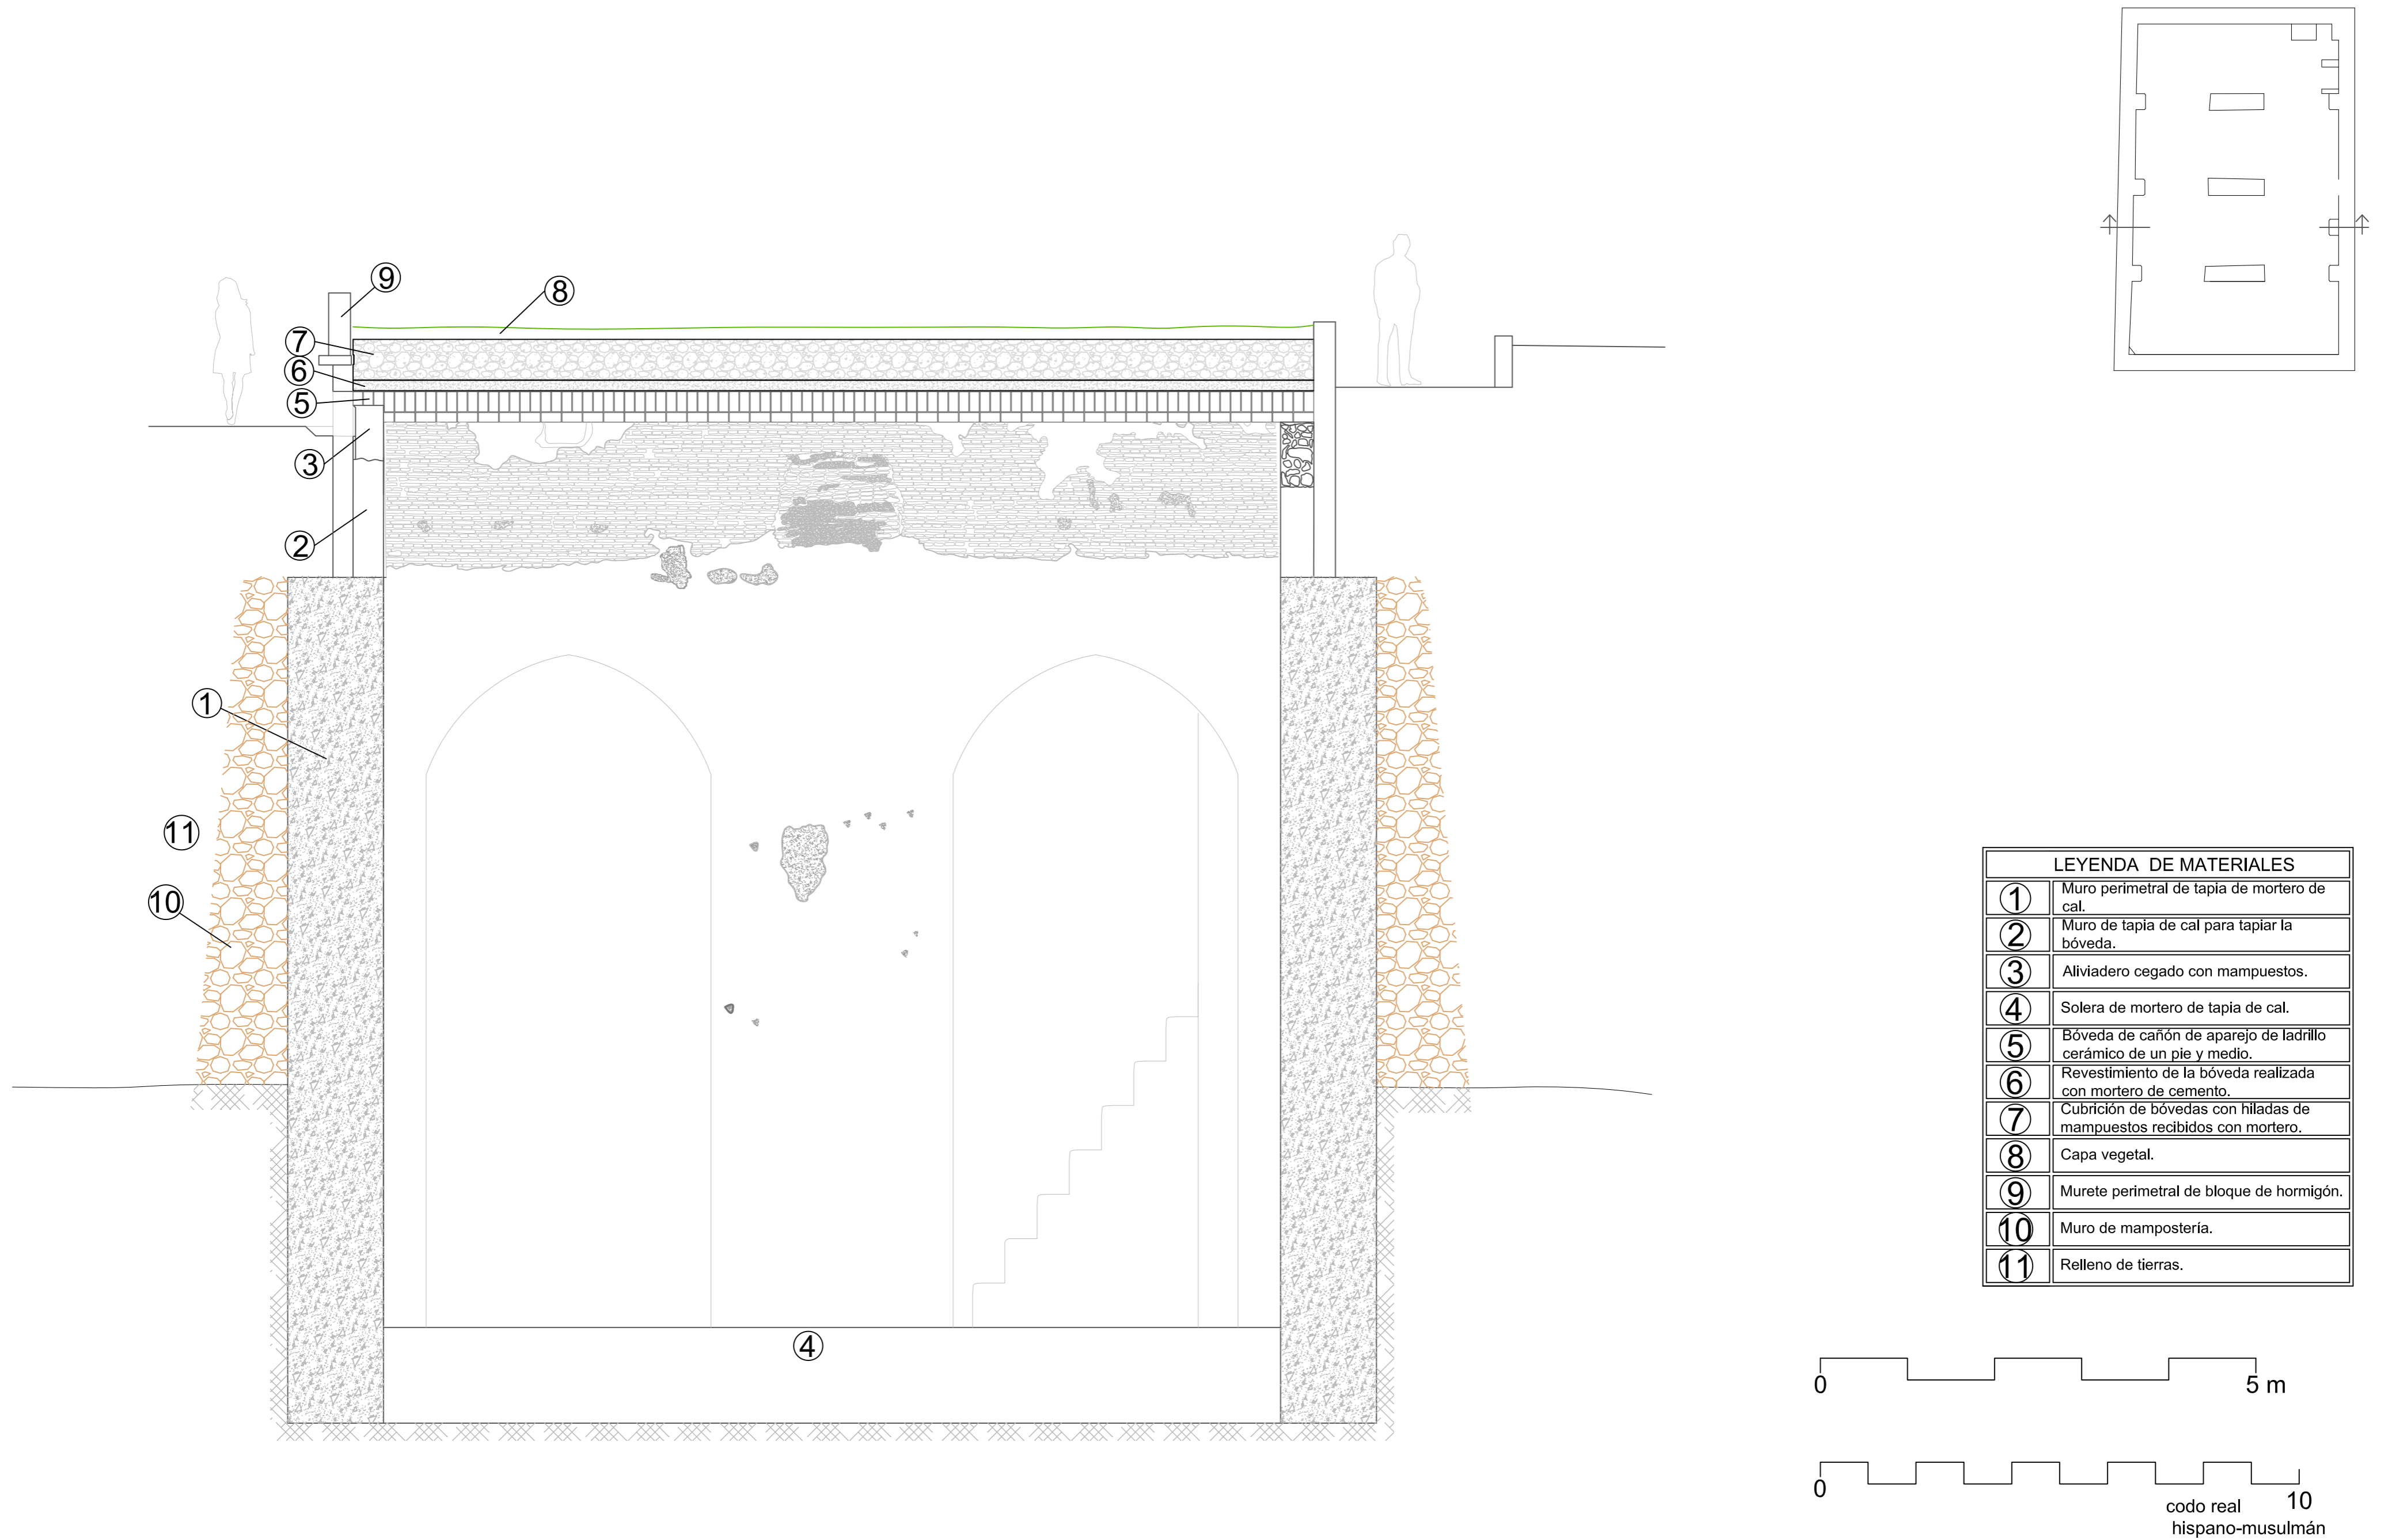 9
8
7
6
5
3
2
1
11
10
4
LEYENDA DE MATERIALES
1 Muro perimetral de tapia de mortero de
cal.
2 Muro de tapia de cal para tapiar la
bóveda.
3 Aliviadero cegado con mampuestos.
4 Solera de mortero de tapia de cal.
5 Bóveda de cañón de aparejo de ladrillo
cerámico de un pie y medio.
6 Revestimiento de la bóveda realizada
con mortero de cemento.
7 Cubrición de bóvedas con hiladas de
mampuestos recibidos con mortero.
8 Capa vegetal.
9 Murete perimetral de bloque de hormigón.
10 Muro de mampostería.
11 Relleno de tierras.
0 5 m
0 10
codo real
hispano-musulmán